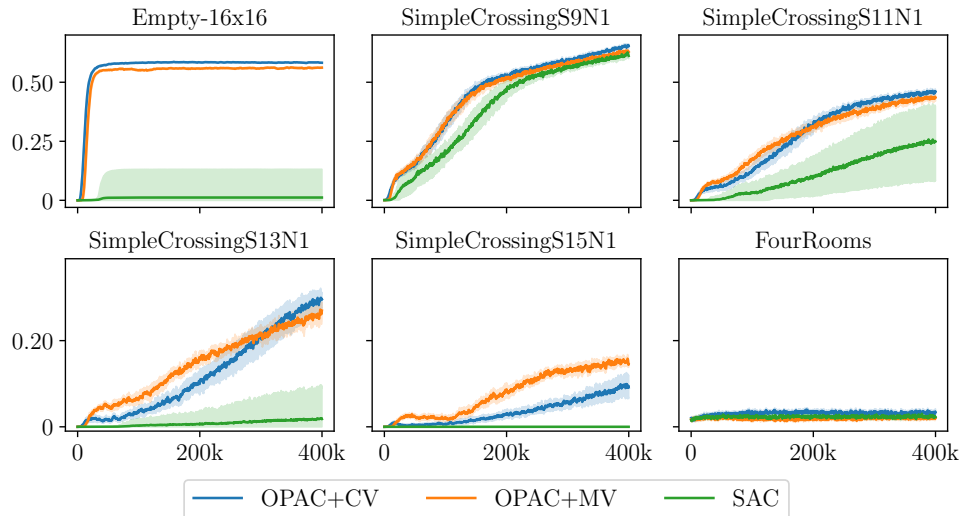 Empty-16x16 SimpleCrossingS9N1 SimpleCrossingS11N1
0.50
0.25
0
SimpleCrossingS13N1 SimpleCrossingS15N1 FourRooms
0.20
0
0 200k 400k 0 200k 400k 0 200k 400k
OPAC+CV OPAC+MV SAC